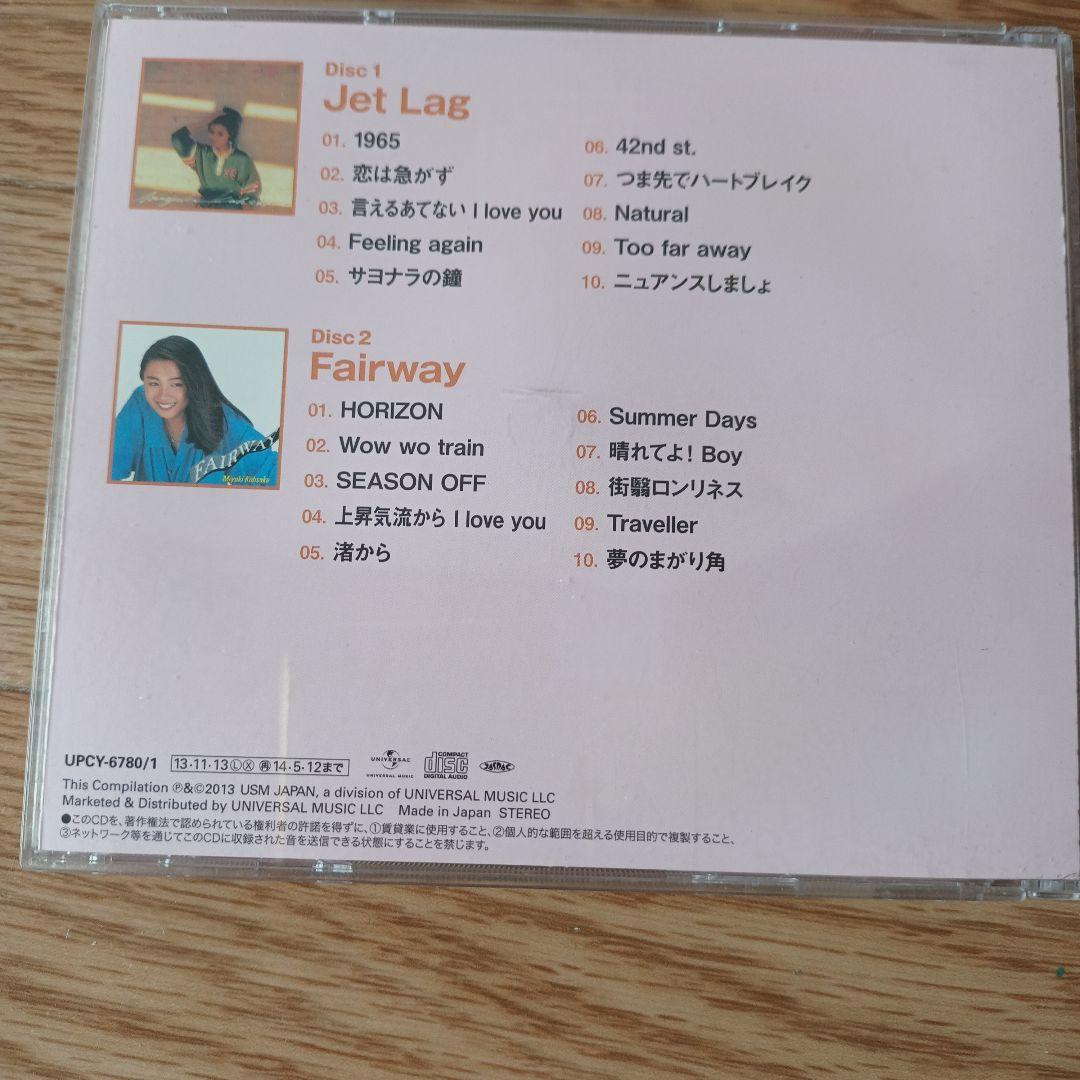 Disc 1
Jet Lag
01. 1965
02. 恋は急がず
03. 言えるあてない I love you
04. Feeling again
05. サヨナラの鐘
06. 42nd st.
07. つま先でハートブレイク
08. Natural
09. Too far away
10. ニュアンスしましょ
Disc 2
Fairway
FAIRWAY
01. HORIZON
02. Wow wo train
03. SEASON OFF
04. 上昇気流から I love you
05. 渚から
06. Summer Days
07. 晴れてよ! Boy
08. 街翳ロンリネス
09. Traveller
10. 夢のまがり角
UPCY-6780/1 13・11・13ⓁⓍ㊢14・5・12まで
UNIVERSAL
UNIVERSAL MUSIC
COMPACT
disc
DIGITAL AUDIO
This Compilation ℗&©2013 USM JAPAN, a division of UNIVERSAL MUSIC LLC
Marketed & Distributed by UNIVERSAL MUSIC LLC Made in Japan STEREO
●このCDを、著作権法で認められている権利者の許諾を得ずに、①賃貸業に使用すること、②個人的な範囲を超える使用目的で複製すること、
③ネットワーク等を通じてこのCDに収録された音を送信できる状態にすることを禁じます。